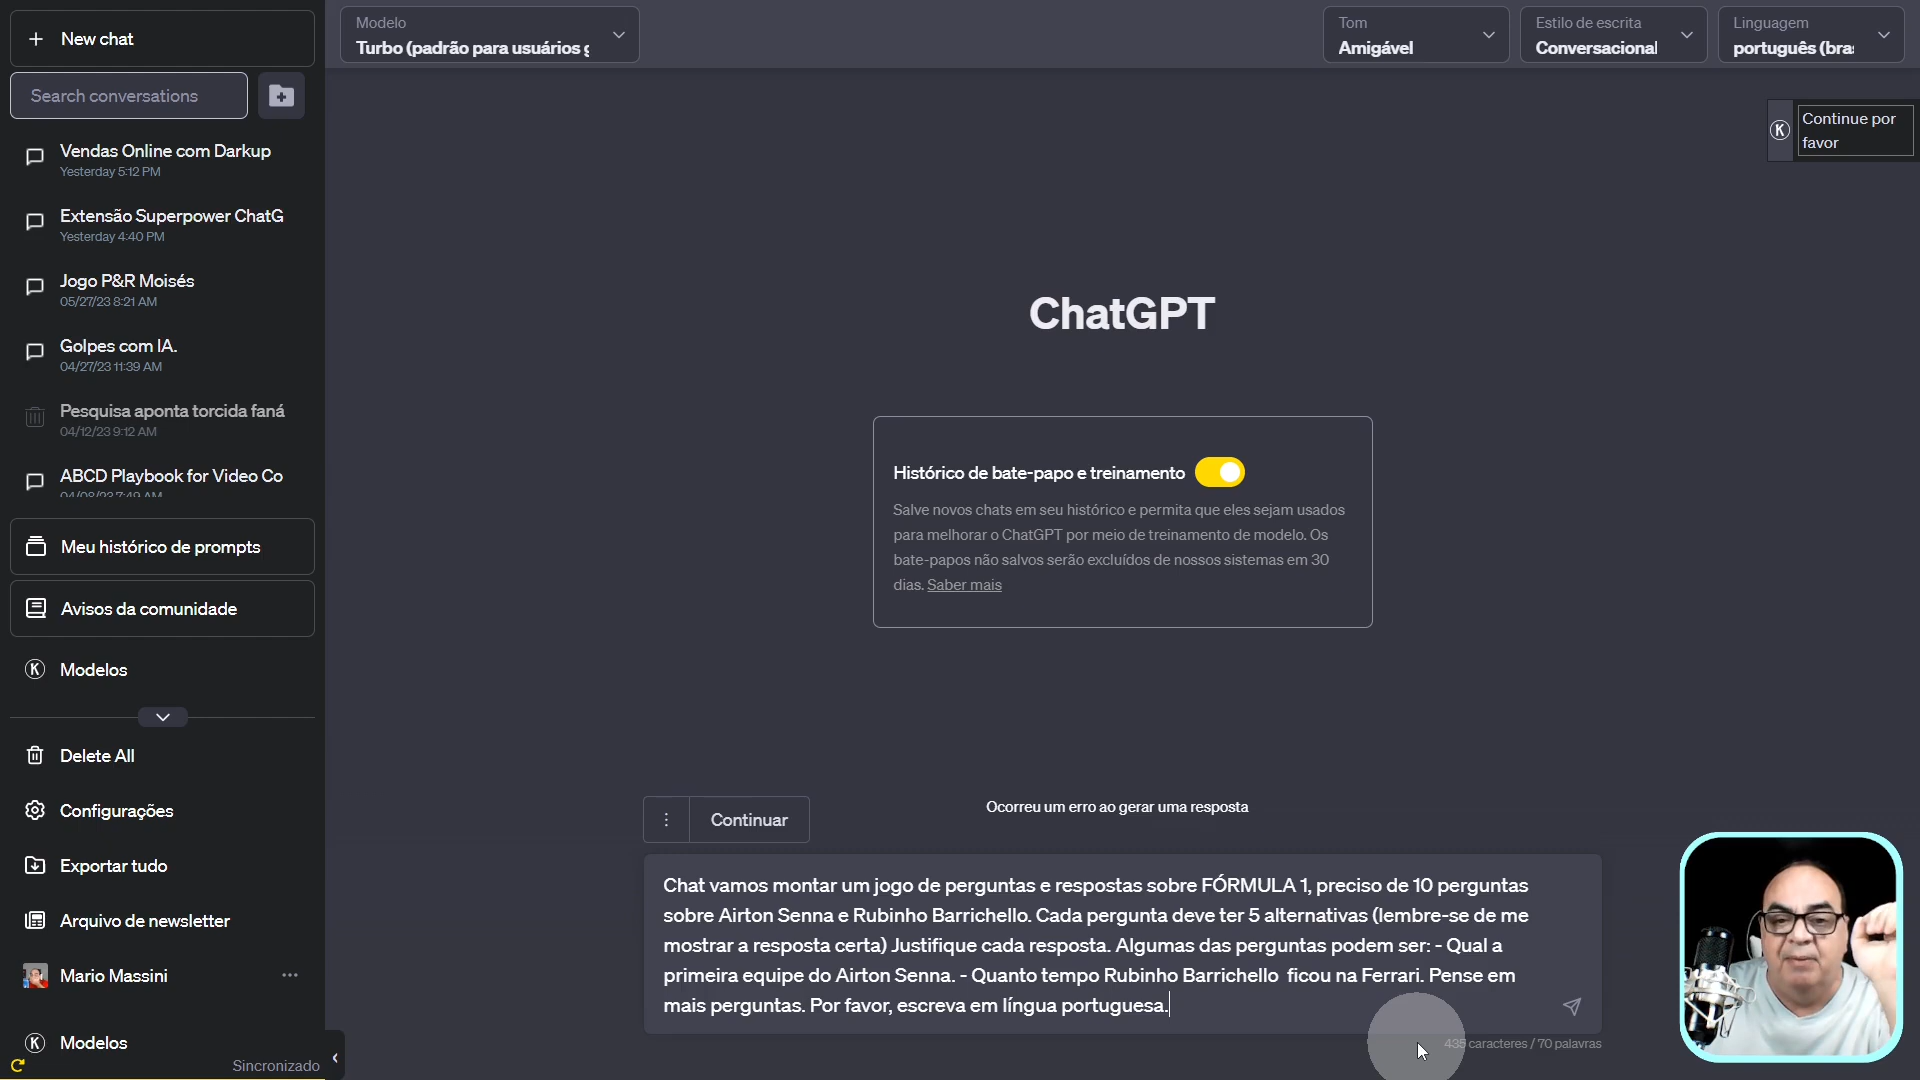 New chat
Search conversations
Vendas Online com Darkup
Yesterday 5:12 PM
Extensão Superpower ChatG
Yesterday 4:40 PM
Jogo P&R Moisés
05/27/23 8:21 AM
Golpes com IA.
04/27/23 11:39 AM
Pesquisa aponta torcida faná
04/12/23 9:12 AM
ABCD Playbook for Video Co
04/08/23 7:49 AM
Meu histórico de prompts
Avisos da comunidade
K Modelos
Delete All
Configurações
Exportar tudo
Arquivo de newsletter
Mario Massini
K Modelos
Sincronizado
Modelo
Turbo (padrão para usuários g
Tom
Amigável
Estilo de escrita
Conversacional
Linguagem
português (bra
K
Continue por
favor
ChatGPT
Histórico de bate-papo e treinamento
Salve novos chats em seu histórico e permita que eles sejam usados
para melhorar o ChatGPT por meio de treinamento de modelo. Os
bate-papos não salvos serão excluídos de nossos sistemas em 30
dias. Saber mais
Ocorreu um erro ao gerar uma resposta
Continuar
Chat vamos montar um jogo de perguntas e respostas sobre FÓRMULA 1, preciso de 10 perguntas
sobre Airton Senna e Rubinho Barrichello. Cada pergunta deve ter 5 alternativas (lembre-se de me
mostrar a resposta certa) Justifique cada resposta. Algumas das perguntas podem ser: - Qual a
primeira equipe do Airton Senna. - Quanto tempo Rubinho Barrichello ficou na Ferrari. Pense em
mais perguntas. Por favor, escreva em língua portuguesa.
435 caracteres / 70 palavras